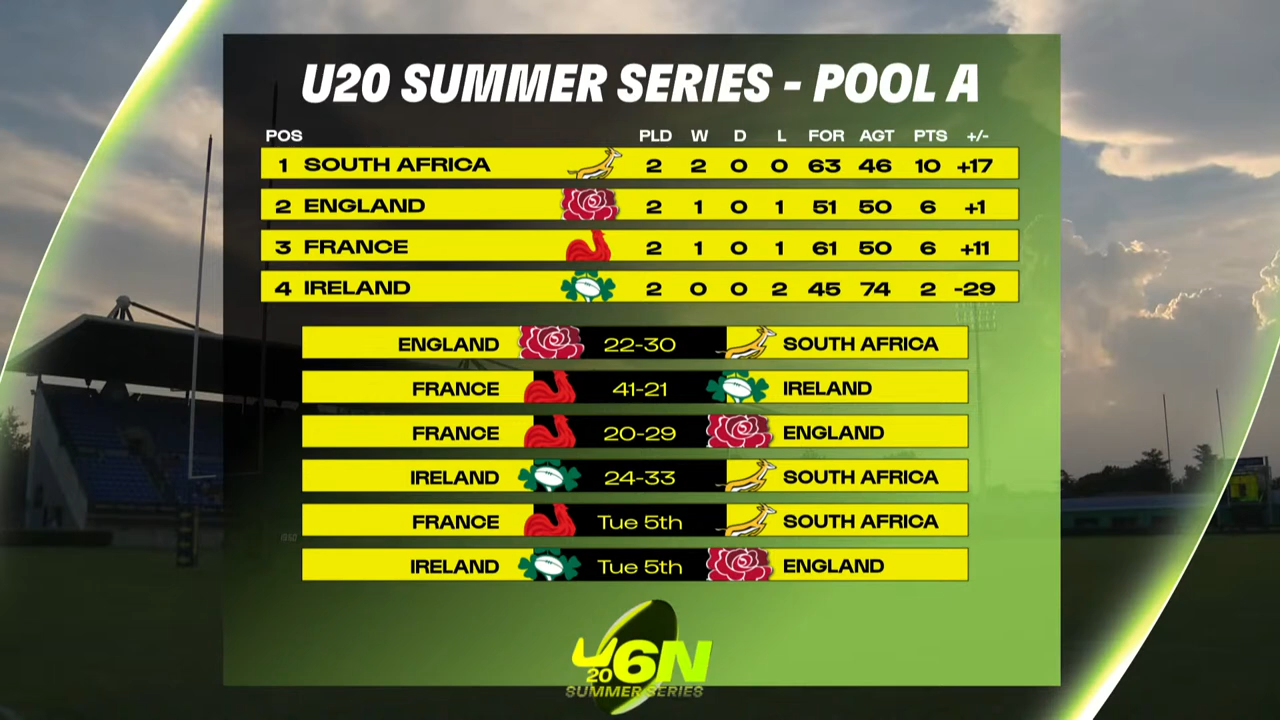 U20 SUMMER SERIES - POOL A
POS PLD W D L FOR AGT PTS +/-
1 SOUTH AFRICA 2 2 0 0 63 46 10 +17
2 ENGLAND 2 1 0 1 51 50 6 +1
3 FRANCE 2 1 0 1 61 50 6 +11
4 IRELAND 2 0 0 2 45 74 2 -29
ENGLAND 22-30 SOUTH AFRICA
FRANCE 41-21 IRELAND
FRANCE 20-29 ENGLAND
IRELAND 24-33 SOUTH AFRICA
FRANCE Tue 5th SOUTH AFRICA
IRELAND Tue 5th ENGLAND
U20 6N
SUMMER SERIES